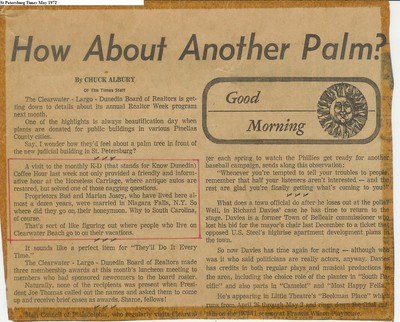 St Petersburg Times May 1972
How About Another Palm?
By CHUCK ALBURY
Of The Times Staff
The Clearwater - Largo - Dunedin Board of Realtors is get-
ting down to details about its annual Realtor Week program
next month.
One of the highlights is always beautification day when
plants are donated for public buildings in various Pinellas
County cities.
Say, I wonder how they'd feel about a palm tree in front of
the new judicial building in St. Petersburg?
A visit to the monthly K-D (that stands for Know Dunedin)
Coffee Hour last week not only provided a friendly and informa-
tive hour at the Horseless Carriage, where antique autos are
restored, but solved one of those nagging questions.
Proprietors Bud and Marian Josey, who have lived here al-
most a dozen years, were married in Niagara Falls, N.Y. So
where did they go on their honeymoon. Why to South Carolina,
of course.
That's sort of like figuring out where people who live on
Clearwater Beach go on their vacations.
It sounds like a perfect item for "They'll Do It Every
Time."
The Clearwater - Largo - Dunedin Board of Realtors made
three membership awards at this month's luncheon meeting to
members who had sponsored newcomers to the board roster.
Naturally, none of the recipients was present when Presi-
dent Joe Thomas called out the names and asked them to come
up and receive brief oscars as awards. Shame, fellows!
of Philadelphia, who regularly visits Clearwa-
Good
Morning
ter each spring to watch the Phillies get ready for another
baseball campaign, sends along this observation:
"Whenever you're tempted to tell your troubles to people,
remember that half your listeners aren't interested — and the
rest are glad you're finally getting what's coming to you!"
What does a town official do after he loses out at the polls?
Well, in Richard Davies' case he has time to return to the
stage. Davies is a former Town of Belleair commissioner who
lost his bid for the mayor's chair last December to a ticket that
opposed U.S. Steel's highrise apartment development plans in
the town.
So now Davies has time again for acting — although who
was it who said politicians are really actors, anyway. Davies
has credits in both regular plays and musical productions in
the area, including the choice role of the planter in "South Pa-
cific" and also parts in "Camelot" and "Most Happy Fella."
He's appearing in Little Theatre's "Beekman Place" which